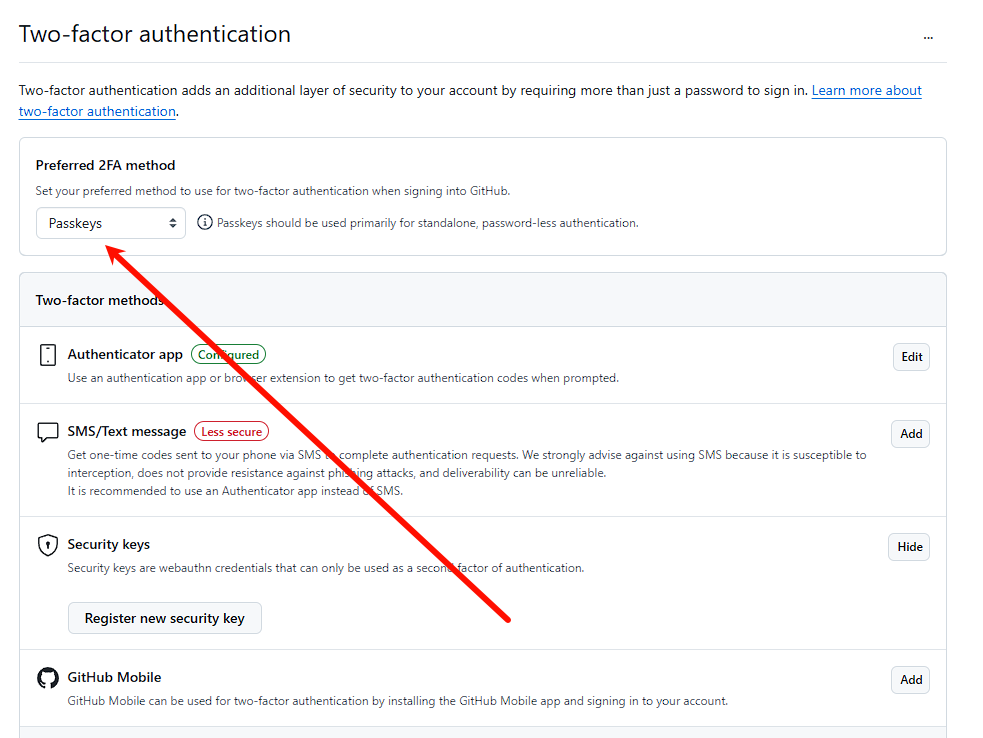 Two-factor authentication
...
Two-factor authentication adds an additional layer of security to your account by requiring more than just a password to sign in. Learn more about
two-factor authentication.
Preferred 2FA method
Set your preferred method to use for two-factor authentication when signing into GitHub.
Passkeys
Passkeys should be used primarily for standalone, password-less authentication.
Two-factor methods
Authenticator app Configured
Edit
Use an authentication app or browser extension to get two-factor authentication codes when prompted.
SMS/Text message Less secure
Add
Get one-time codes sent to your phone via SMS to complete authentication requests. We strongly advise against using SMS because it is susceptible to
interception, does not provide resistance against phishing attacks, and deliverability can be unreliable.
It is recommended to use an Authenticator app instead of SMS.
Security keys
Hide
Security keys are webauthn credentials that can only be used as a second factor of authentication.
Register new security key
GitHub Mobile
Add
GitHub Mobile can be used for two-factor authentication by installing the GitHub Mobile app and signing in to your account.